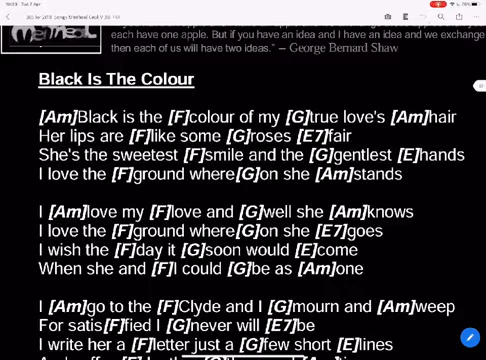 each have one apple. But if you have an idea and I have an idea and we exchange
then each of us will have two ideas." – George Bernard Shaw
Black Is The Colour
[Am]Black is the [F]colour of my [G]true love's [Am]hair
Her lips are [F]like some [G]roses [E7]fair
She's the sweetest [F]smile and the [G]gentlest [E]hands
I love the [F]ground where[G]on she [Am]stands
I [Am]love my [F]love and [G]well she [Am]knows
I love the [F]ground where[G]on she [E7]goes
I wish the [F]day it [G]soon would [E]come
When she and [F]I could [G]be as [Am]one
I [Am]go to the [F]Clyde and I [G]mourn and [Am]weep
For satis[F]fied I [G]never will [E7]be
I write her a [F]letter just a [G]few short [E]lines